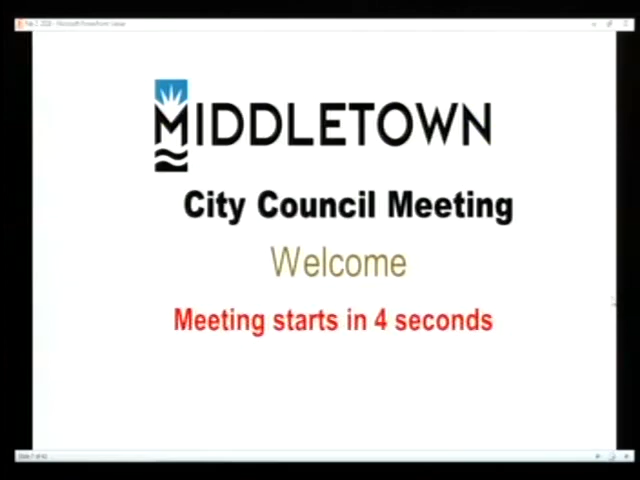 MIDDLETOWN
City Council Meeting
Welcome
Meeting starts in 4 seconds